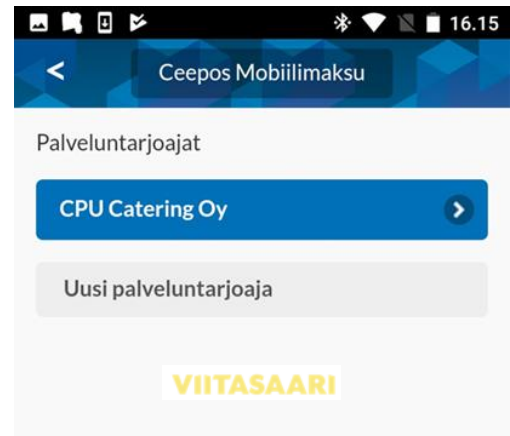 16.15
Ceepos Mobiilimaksu
Palveluntarjoajat
CPU Catering Oy
Uusi palveluntarjoaja
VIITASAARI